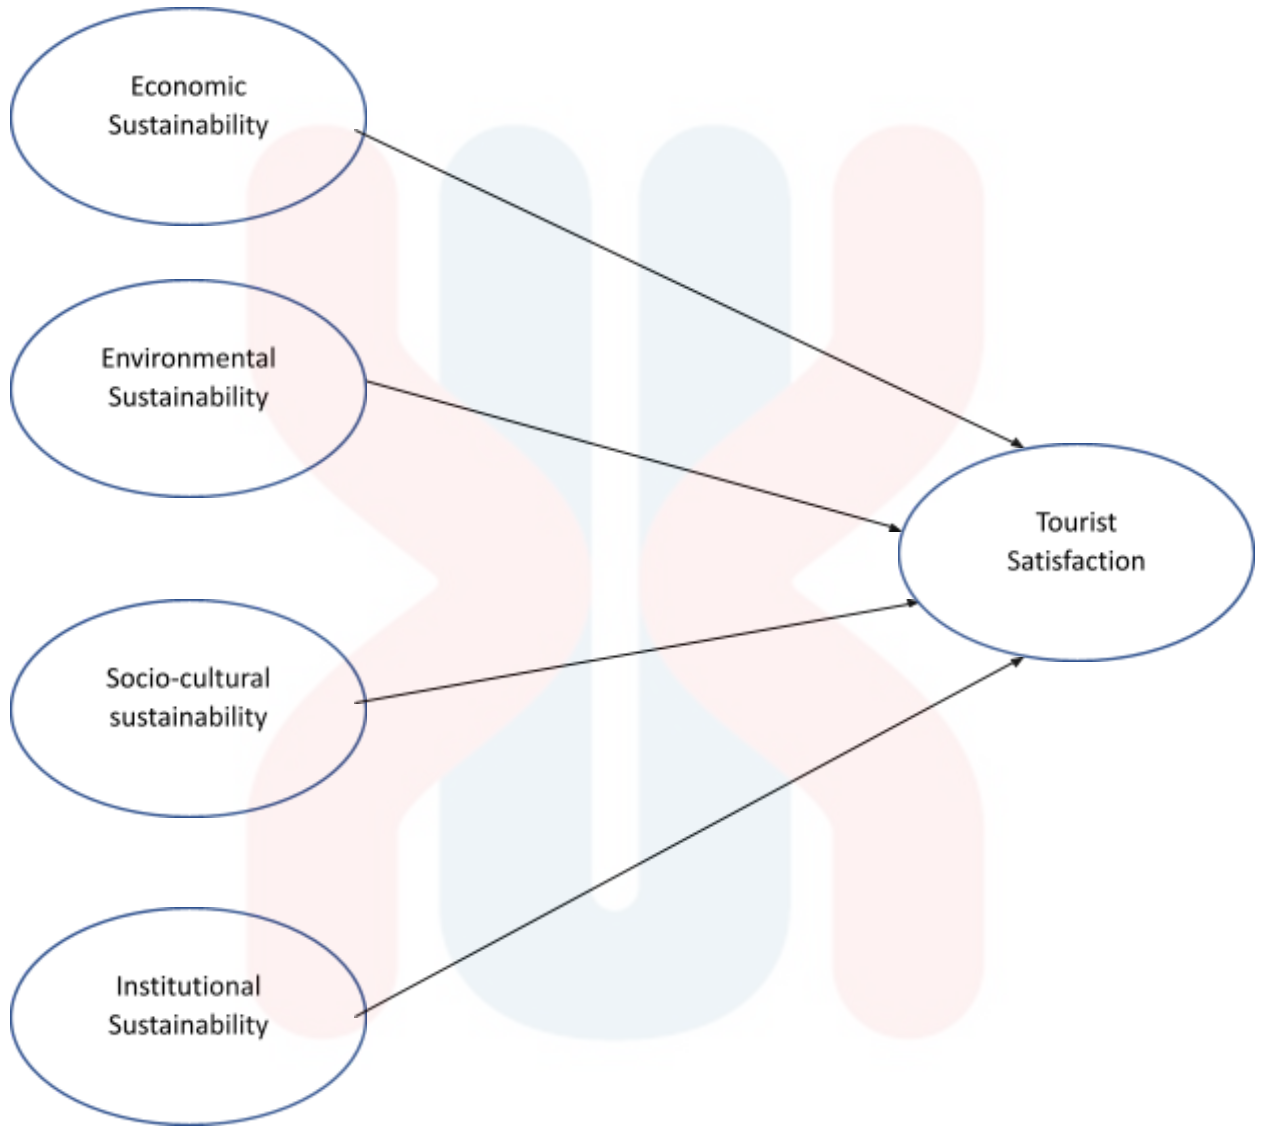 Economic
Sustainability
Environmental
Sustainability
Tourist
Satisfaction
Socio-cultural
sustainability
Institutional
Sustainability